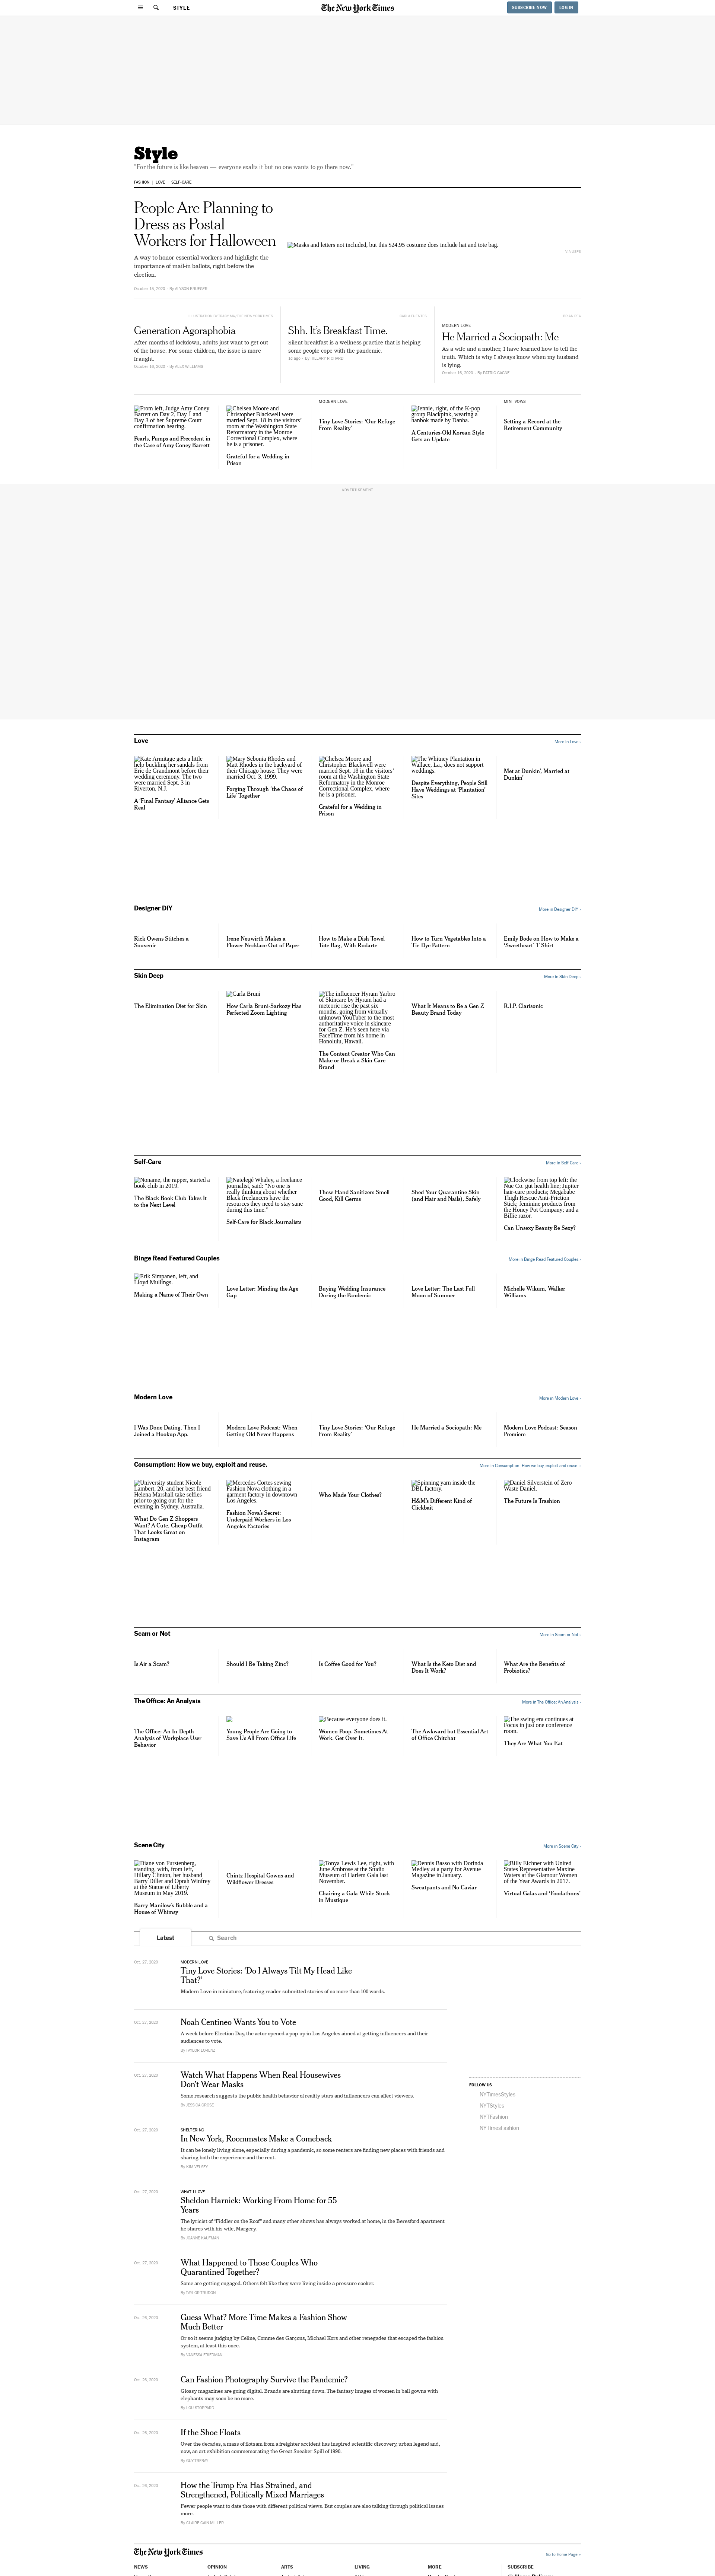 STYLE
The New York Times
SUBSCRIBE NOW
LOG IN
Style
"For the future is like heaven — everyone exalts it but no one wants to go there now."
FASHION
LOVE
SELF-CARE
People Are Planning to
Dress as Postal
Workers for Halloween
A way to honor essential workers and highlight the
importance of mail-in ballots, right before the
election.
Masks and letters not included, but this $24.95 costume does include hat and tote bag.
Generation Agoraphobia
After months of lockdown, adults just want to get out
of the house. For some children, the issue is more
fraught.
Shh. It's Breakfast Time.
Silent breakfast is a wellness practice that is helping
some people cope with the pandemic.
MODERN LOVE
He Married a Sociopath: Me
As a wife and a mother, I have learned how to tell the
truth. Which is why I always know when my husband
is lying.
From left, Judge Amy Coney
Barrett on Day 2, Day 1 and
Day 3 of her Supreme Court
confirmation hearing.
Pearls, Pumps and Precedent in
the Case of Amy Coney Barrett
Chelsea Moore and
Christopher Blackwell were
married Sept. 18 in the visitors'
room at the Washington State
Reformatory in the Monroe
Correctional Complex, where
he is a prisoner.
Grateful for a Wedding in
Prison
MODERN LOVE
Tiny Love Stories: 'Our Refuge
From Reality'
Jennie, right, of the K-pop
group Blackpink, wearing a
hanbok made by Danha.
A Centuries-Old Korean Style
Gets an Update
MINI-VOWS
Setting a Record at the
Retirement Community
ADVERTISEMENT
Love
More in Love ›
Kate Armitage gets a little
help buckling her sandals from
Eric de Grandmont before their
wedding ceremony. The two
were married Sept. 3 in
Riverton, N.J.
A 'Final Fantasy' Alliance Gets
Real
Mary Sebonia Rhodes and
Matt Rhodes in the backyard of
their Chicago house. They were
married Oct. 3, 1999.
Forging Through 'the Chaos of
Life' Together
Chelsea Moore and
Christopher Blackwell were
married Sept. 18 in the visitors'
room at the Washington State
Reformatory in the Monroe
Correctional Complex, where
he is a prisoner.
Grateful for a Wedding in
Prison
The Whitney Plantation in
Wallace, La., does not support
weddings.
Despite Everything, People Still
Have Weddings at 'Plantation'
Sites
Met at Dunkin', Married at
Dunkin'
Designer DIY
More in Designer DIY ›
Rick Owens Stitches a
Souvenir
Irene Neuwirth Makes a
Flower Necklace Out of Paper
How to Make a Dish Towel
Tote Bag, With Rodarte
How to Turn Vegetables Into a
Tie-Dye Pattern
Emily Bode on How to Make a
'Sweetheart' T-Shirt
Skin Deep
More in Skin Deep ›
The Elimination Diet for Skin
Carla Bruni
How Carla Bruni-Sarkozy Has
Perfected Zoom Lighting
The influencer Hyram Yarbro
of Skincare by Hyram had a
meteoric rise the past six
months, going from virtually
unknown YouTuber to the most
authoritative voice in skincare
for Gen Z. He's seen here via
FaceTime from his home in
Honolulu, Hawaii.
The Content Creator Who Can
Make or Break a Skin Care
Brand
What It Means to Be a Gen Z
Beauty Brand Today
R.I.P. Clarisonic
Self-Care
More in Self-Care ›
Noname, the rapper, started a
book club in 2019.
The Black Book Club Takes It
to the Next Level
Natelegé Whaley, a freelance
journalist, said: "No one is
really thinking about whether
Black freelancers have the
resources they need to stay sane
during this time."
Self-Care for Black Journalists
These Hand Sanitizers Smell
Good, Kill Germs
Shed Your Quarantine Skin
(and Hair and Nails), Safely
Clockwise from top left: the
Nue Co. gut health line; Jupiter
hair-care products; Megababe
Thigh Rescue Anti-Friction
Stick; feminine products from
the Honey Pot Company; and a
Billie razor.
Can Unsexy Beauty Be Sexy?
Binge Read Featured Couples
More in Binge Read Featured Couples ›
Erik Simpanen, left, and
Lloyd Mullings.
Making a Name of Their Own
Love Letter: Minding the Age
Gap
Buying Wedding Insurance
During the Pandemic
Love Letter: The Last Full
Moon of Summer
Michelle Wikum, Walker
Williams
Modern Love
More in Modern Love ›
I Was Done Dating. Then I
Joined a Hookup App.
Modern Love Podcast: When
Getting Old Never Happens
Tiny Love Stories: 'Our Refuge
From Reality'
He Married a Sociopath: Me
Modern Love Podcast: Season
Premiere
Consumption: How we buy, exploit and reuse.
More in Consumption: How we buy, exploit and reuse. ›
University student Nicole
Lambert, 20, and her best friend
Helena Marshall take selfies
prior to going out for the
evening in Sydney, Australia.
What Do Gen Z Shoppers
Want? A Cute, Cheap Outfit
That Looks Great on
Instagram
Mercedes Cortes sewing
Fashion Nova clothing in a
garment factory in downtown
Los Angeles.
Fashion Nova's Secret:
Underpaid Workers in Los
Angeles Factories
Who Made Your Clothes?
Spinning yarn inside the
DBL factory.
H&M's Different Kind of
Clickbait
Daniel Silverstein of Zero
Waste Daniel.
The Future Is Trashion
Scam or Not
More in Scam or Not ›
Is Air a Scam?
Should I Be Taking Zinc?
Is Coffee Good for You?
What Is the Keto Diet and
Does It Work?
What Are the Benefits of
Probiotics?
The Office: An Analysis
More in The Office: An Analysis ›
The Office: An In-Depth
Analysis of Workplace User
Behavior
Young People Are Going to
Save Us All From Office Life
Because everyone does it.
Women Poop. Sometimes At
Work. Get Over It.
The Awkward but Essential Art
of Office Chitchat
The swing era continues at
Focus in just one conference
room.
They Are What You Eat
Scene City
More in Scene City ›
Diane von Furstenberg,
standing, with, from left,
Hillary Clinton, her husband
Barry Diller and Oprah Winfrey
at the Statue of Liberty
Museum in May 2019.
Barry Manilow's Bubble and a
House of Whimsy
Chintz Hospital Gowns and
Wildflower Dresses
Tonya Lewis Lee, right, with
June Ambrose at the Studio
Museum of Harlem Gala last
November.
Chairing a Gala While Stuck
in Mustique
Dennis Basso with Dorinda
Medley at a party for Avenue
Magazine in January.
Sweatpants and No Caviar
Billy Eichner with United
States Representative Maxine
Waters at the Glamour Women
of the Year Awards in 2017.
Virtual Galas and 'Foodathons'
Latest
Search
Oct. 27, 2020
MODERN LOVE
Tiny Love Stories: 'Do I Always Tilt My Head Like
That?'
Modern Love in miniature, featuring reader-submitted stories of no more than 100 words.
Oct. 27, 2020
Noah Centineo Wants You to Vote
A week before Election Day, the actor opened a pop-up in Los Angeles aimed at getting influencers and their
audiences to vote.
By TAYLOR LORENZ
Oct. 27, 2020
Watch What Happens When Real Housewives
Don't Wear Masks
Some research suggests the public health behavior of reality stars and influencers can affect viewers.
By JESSICA GROSE
Oct. 27, 2020
SHELTERING
In New York, Roommates Make a Comeback
It can be lonely living alone, especially during a pandemic, so some renters are finding new places with friends and
sharing both the experience and the rent.
By KIM VELSEY
Oct. 27, 2020
WHAT I LOVE
Sheldon Harnick: Working From Home for 55
Years
The lyricist of "Fiddler on the Roof" and many other shows has always worked at home, in the Beresford apartment
he shares with his wife, Margery.
By JOANNE KAUFMAN
Oct. 27, 2020
What Happened to Those Couples Who
Quarantined Together?
Some are getting engaged. Others felt like they were living inside a pressure cooker.
Oct. 26, 2020
Guess What? More Time Makes a Fashion Show
Much Better
Or so it seems judging by Celine, Comme des Garçons, Michael Kors and other renegades that escaped the fashion
system, at least this once.
By VANESSA FRIEDMAN
Oct. 26, 2020
Can Fashion Photography Survive the Pandemic?
Glossy magazines are going digital. Brands are shutting down. The fantasy images of women in ball gowns with
elephants may soon be no more.
By LOU STOPPARD
Oct. 26, 2020
If the Shoe Floats
Over the decades, a mass of flotsam from a freighter accident has inspired scientific discovery, urban legend and,
now, an art exhibition commemorating the Great Sneaker Spill of 1990.
By GUY TREBAY
Oct. 26, 2020
How the Trump Era Has Strained, and
Strengthened, Politically Mixed Marriages
Fewer people want to date those with different political views. But couples are also talking through political issues
more.
By CLAIRE CAIN MILLER
FOLLOW US
NYTimesStyles
NYTStyles
NYTFashion
NYTimesFashion
The New York Times
Go to Home Page »
NEWS
OPINION
ARTS
LIVING
MORE
SUBSCRIBE